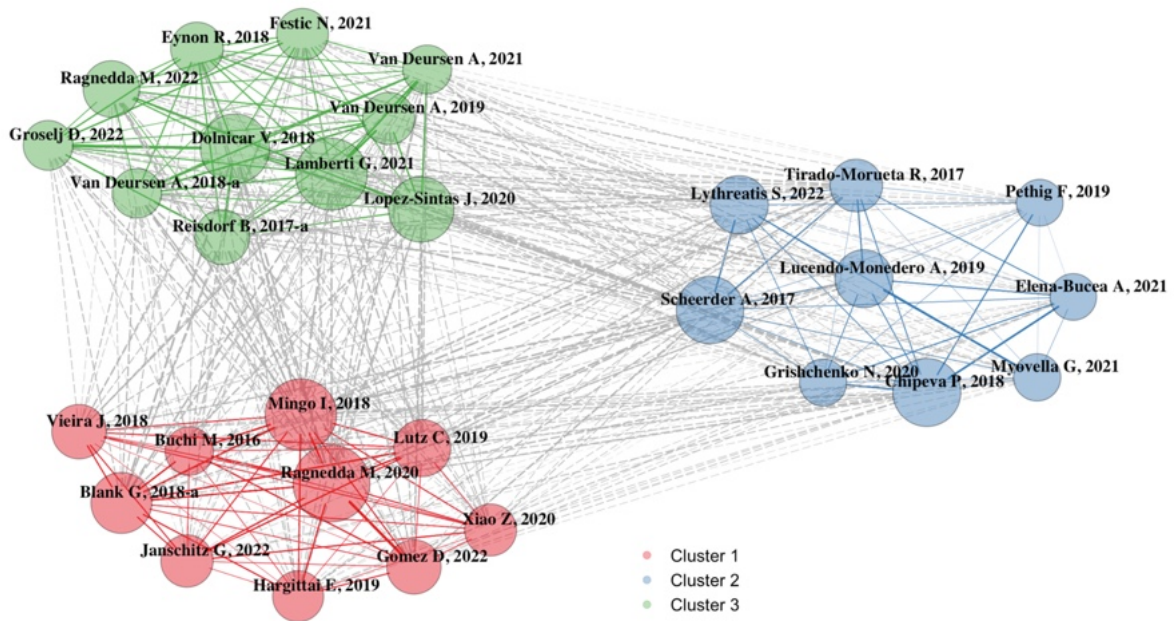 Festic N, 2021
Eynon R, 2018
Van Deursen A, 2021
Ragnedda M, 2022
Van Deursen A, 2019
Groselj D, 2022
Dolnicar V, 2018
Lamberti G, 2021
Van Deursen A, 2018-a
Lopez-Sintas J, 2020
Reisdorf B, 2017-a
Tirado-Morueta R, 2017
Lythreatis S, 2022
Pethig F, 2019
Lucendo-Monedero A, 2019
Scheerder A, 2017
Elena-Bucea A, 2021
Grishchenko N, 2020
Myovella G, 2021
Chipeva P, 2018
Mingo I, 2018
Vieira J, 2018
Buchi M, 2016
Lutz C, 2019
Ragnedda M, 2020
Blank G, 2018-a
Xiao Z, 2020
Janschitz G, 2022
Gomez D, 2022
Hargittai E, 2019
Cluster 1
Cluster 2
Cluster 3